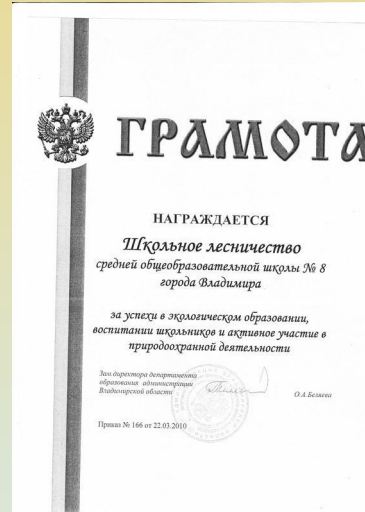 ГРАМОТА
НАГРАЖДАЕТСЯ
Школьное лесничество
средней общеобразовательной школы № 8
города Владимира
за успехи в экологическом образовании,
воспитании школьников и активное участие в
природоохранной деятельности
Зам.директора департамента
образования администрации
Владимирской области
О.А.Беляева
Приказ № 166 от 22.03.2010